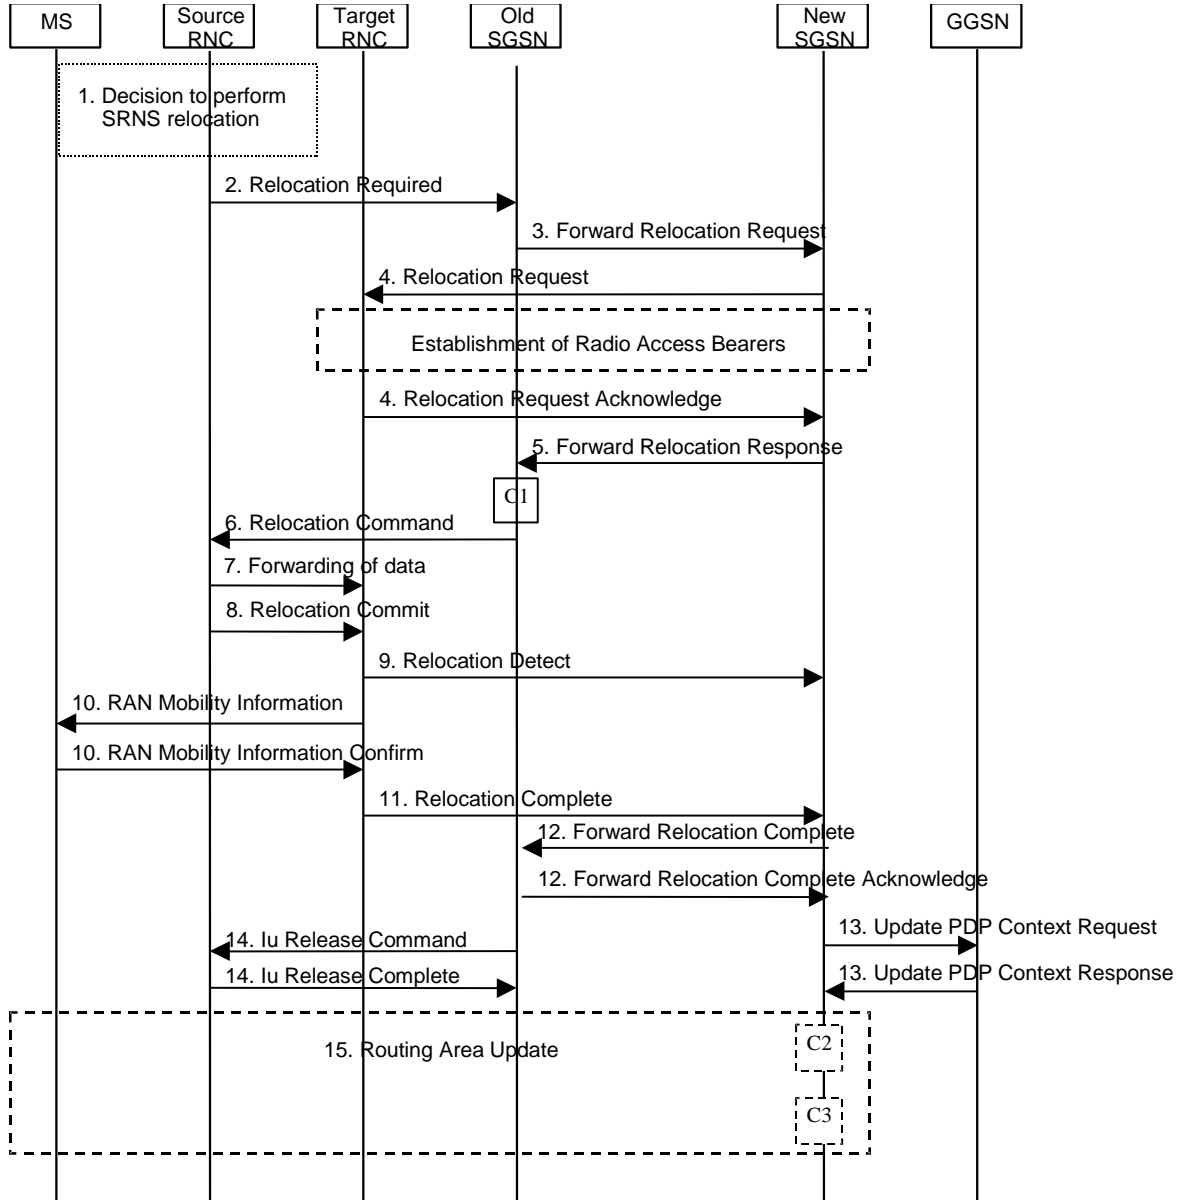 MS
Source
RNC
Target
RNC
Old
SGSN
New
SGSN
GGSN
1. Decision to perform
SRNS relocation
2. Relocation Required
3. Forward Relocation Request
4. Relocation Request
Establishment of Radio Access Bearers
4. Relocation Request Acknowledge
5. Forward Relocation Response
C1
6. Relocation Command
7. Forwarding of data
8. Relocation Commit
9. Relocation Detect
10. RAN Mobility Information
10. RAN Mobility Information Confirm
11. Relocation Complete
12. Forward Relocation Complete
12. Forward Relocation Complete Acknowledge
13. Update PDP Context Request
14. Iu Release Command
13. Update PDP Context Response
14. Iu Release Complete
C2
15. Routing Area Update
C3